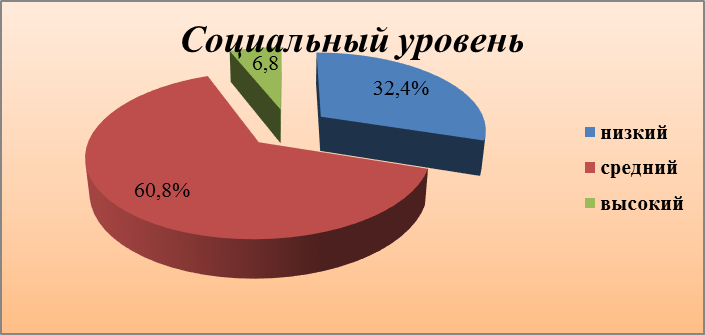 Социальный уровень
6,8
32,4%
60,8%
низкий
средний
высокий